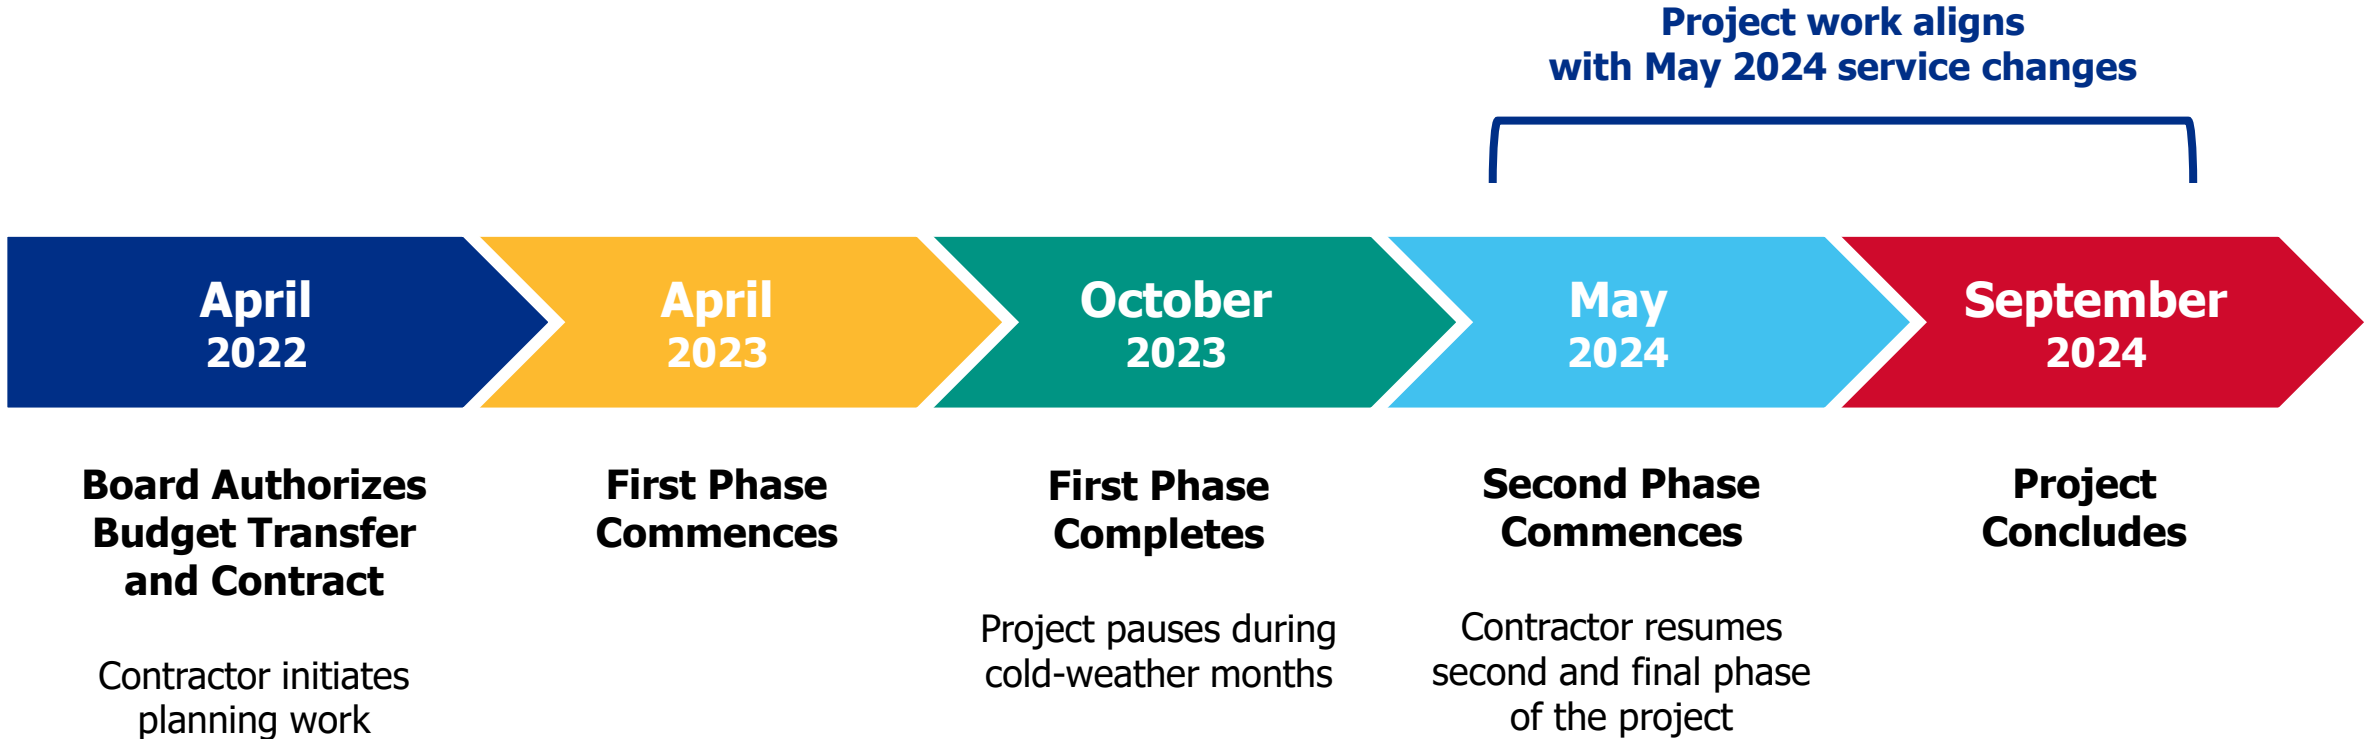 Project work aligns
with May 2024 service changes
April
2022
April
2023
October
2023
May
2024
September
2024
Board Authorizes
Budget Transfer
and Contract
Contractor initiates
planning work
First Phase
Commences
First Phase
Completes
Project pauses during
cold-weather months
Second Phase
Commences
Contractor resumes
second and final phase
of the project
Project
Concludes